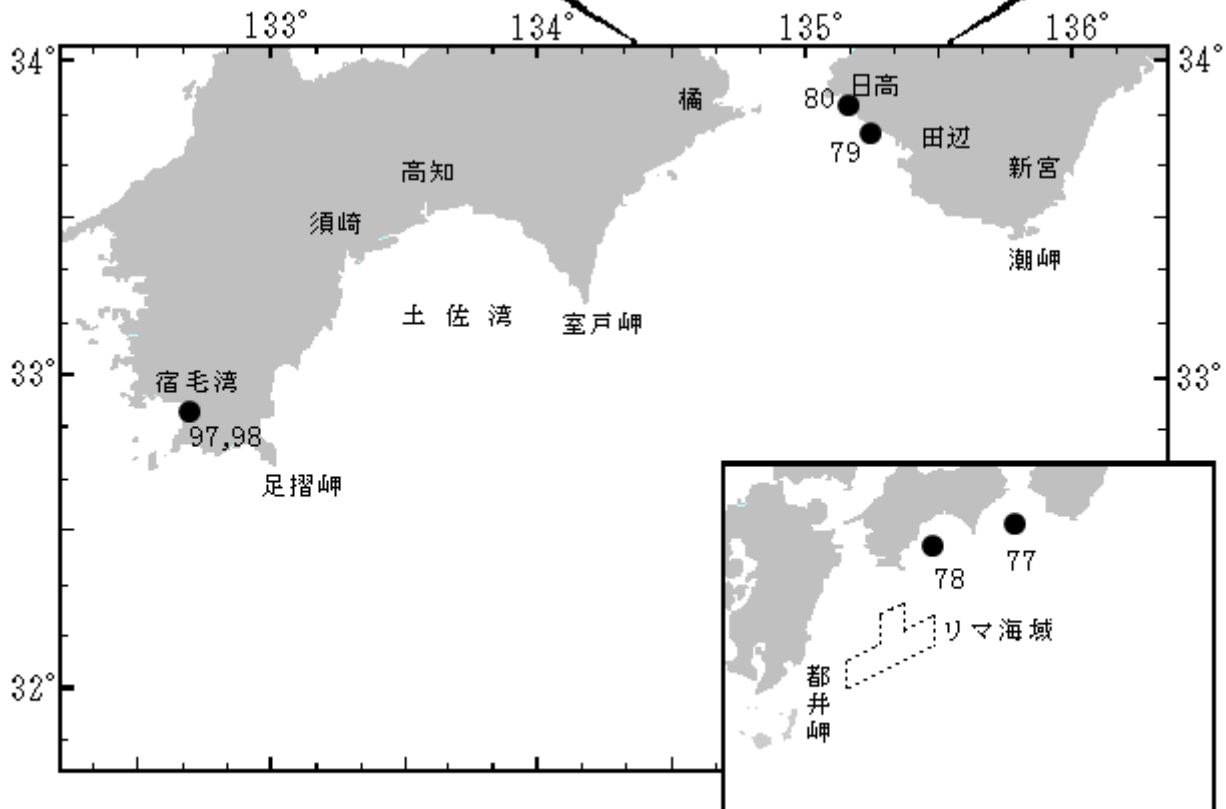 133° 134° 135° 136°
34° 34°
橘
日高
80
田辺
79
新宮
高知
須崎
潮岬
土佐湾
室戸岬
33° 33°
宿毛湾
97,98
足摺岬
77
78
リマ海域
32°
都井岬